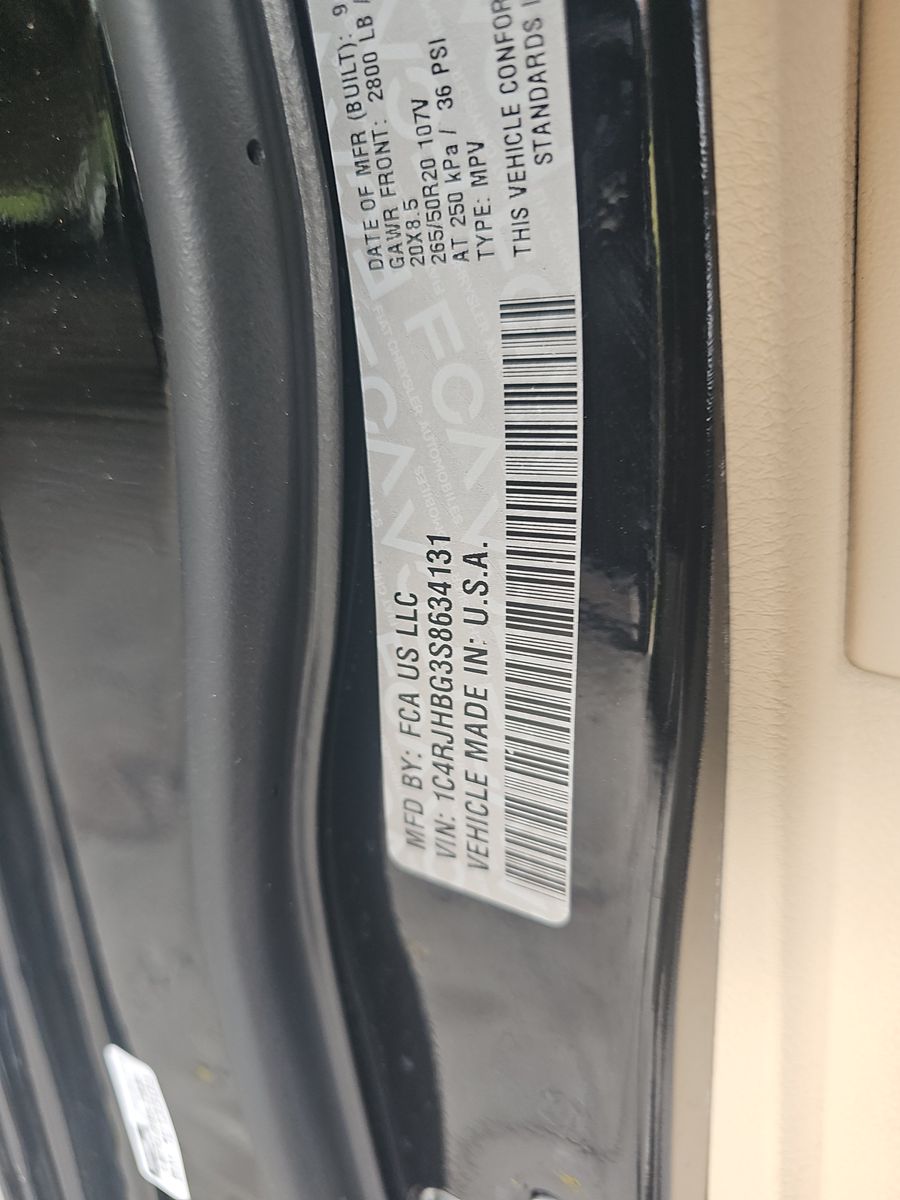 MFD BY: FCA US LLC
VIN: 1C4RJHBG3S8634131
VEHICLE MADE IN: U.S.A.
DATE OF MFR (BUILT): 9
GAWR FRONT: 2800 LB
20X8.5
265/50R20 107V
AT 250 kPa / 36 PSI
TYPE: MPV
THIS VEHICLE CONFOR
STANDARDS I